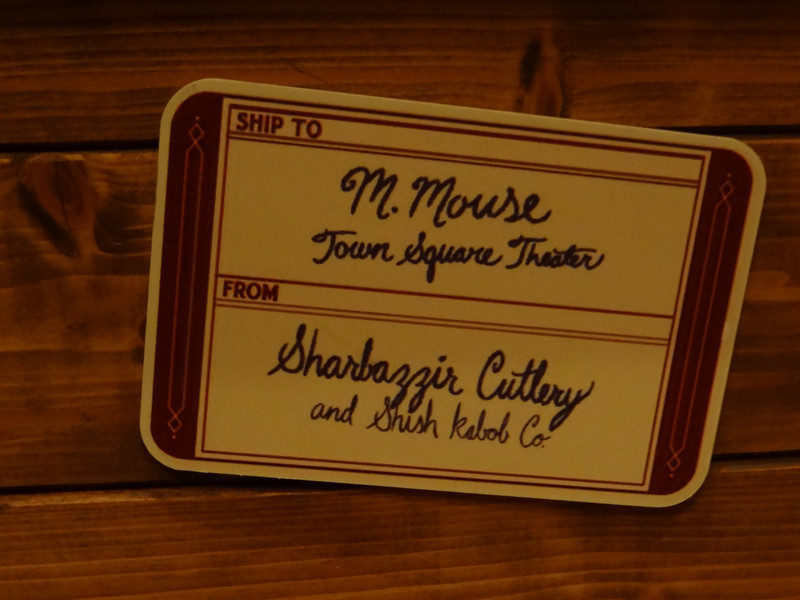 SHIP TO
M. Mouse
Town Square Theater
FROM
Sharbazzir Cutlery
and Shish kabob Co.